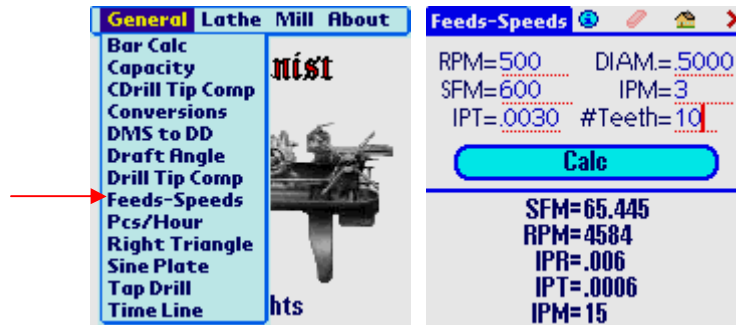 General Lathe Mill About
Bar Calc
Capacity
CDrill Tip Comp
Conversions
DMS to DD
Draft Angle
Drill Tip Comp
Feeds-Speeds
Pcs/Hour
Right Triangle
Sine Plate
Tap Drill
Time Line
nist
hts
Feeds-Speeds
RPM=500 DIAM.=.5000
SFM=600 IPM=3
IPT=.0030 #Teeth=10
Calc
SFM=65.445
RPM=4584
IPR=.006
IPT=.0006
IPM=15